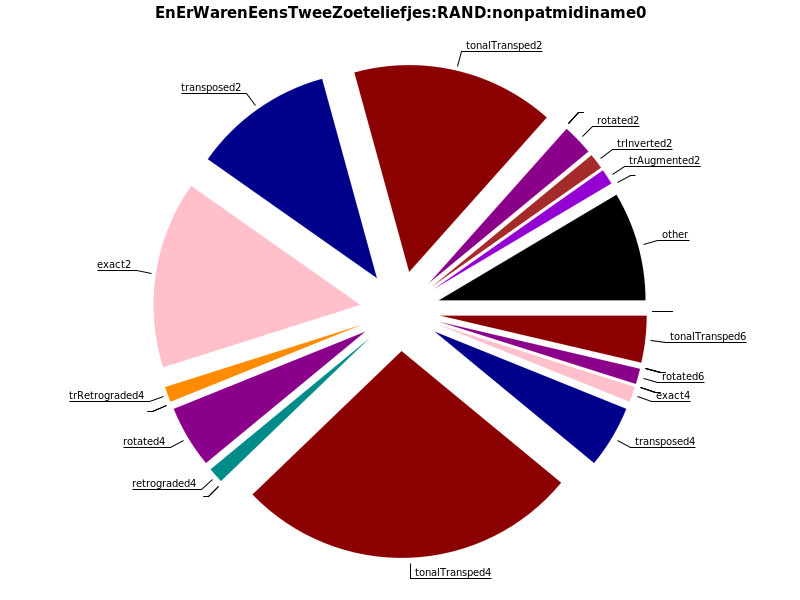 EnErWarenEensTweeZoeteliefjes:RAND:nonpatmidiname0
tonalTransped2
transposed2
rotated2
trInverted2
trAugmented2
other
exact2
tonalTransped6
rotated6
exact4
trRetrograded4
transposed4
rotated4
retrograded4
tonalTransped4